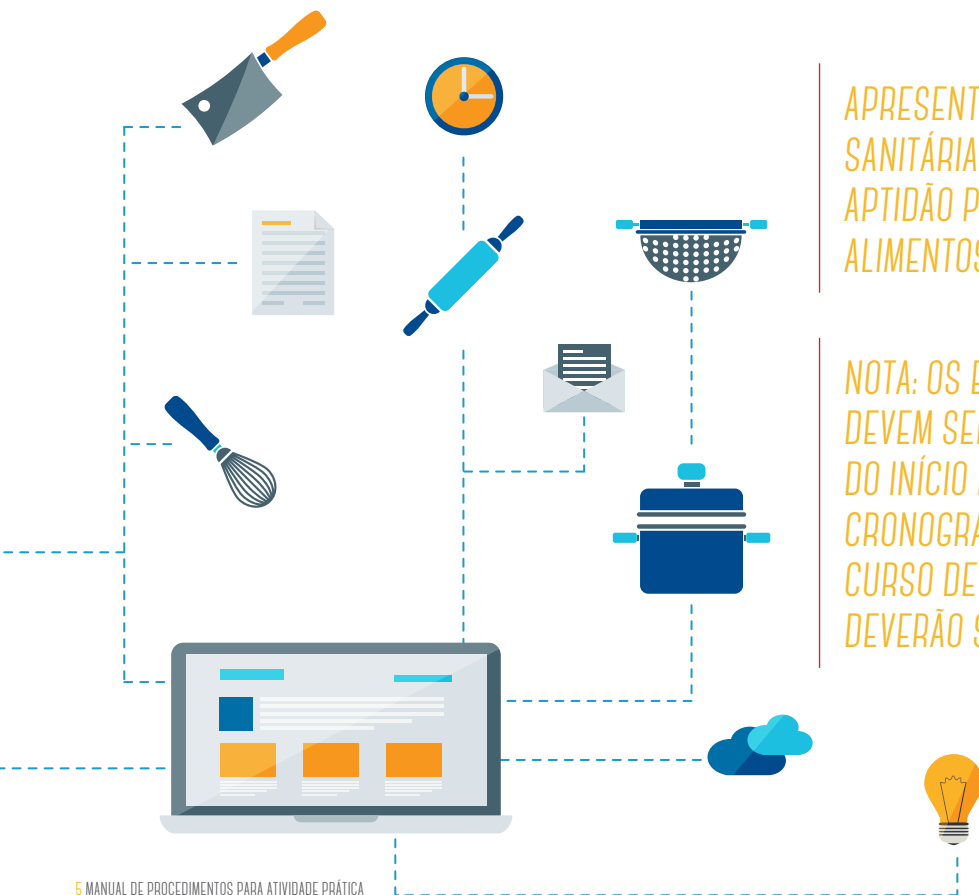 APRESENT
SANITÁRIA
APTIDÃO P
ALIMENTOS
NOTA: OS E
DEVEM SE
DO INÍCIO
CRONOGRA
CURSO DE
DEVERÃO S
5 MANUAL DE PROCEDIMENTOS PARA ATIVIDADE PRÁTICA